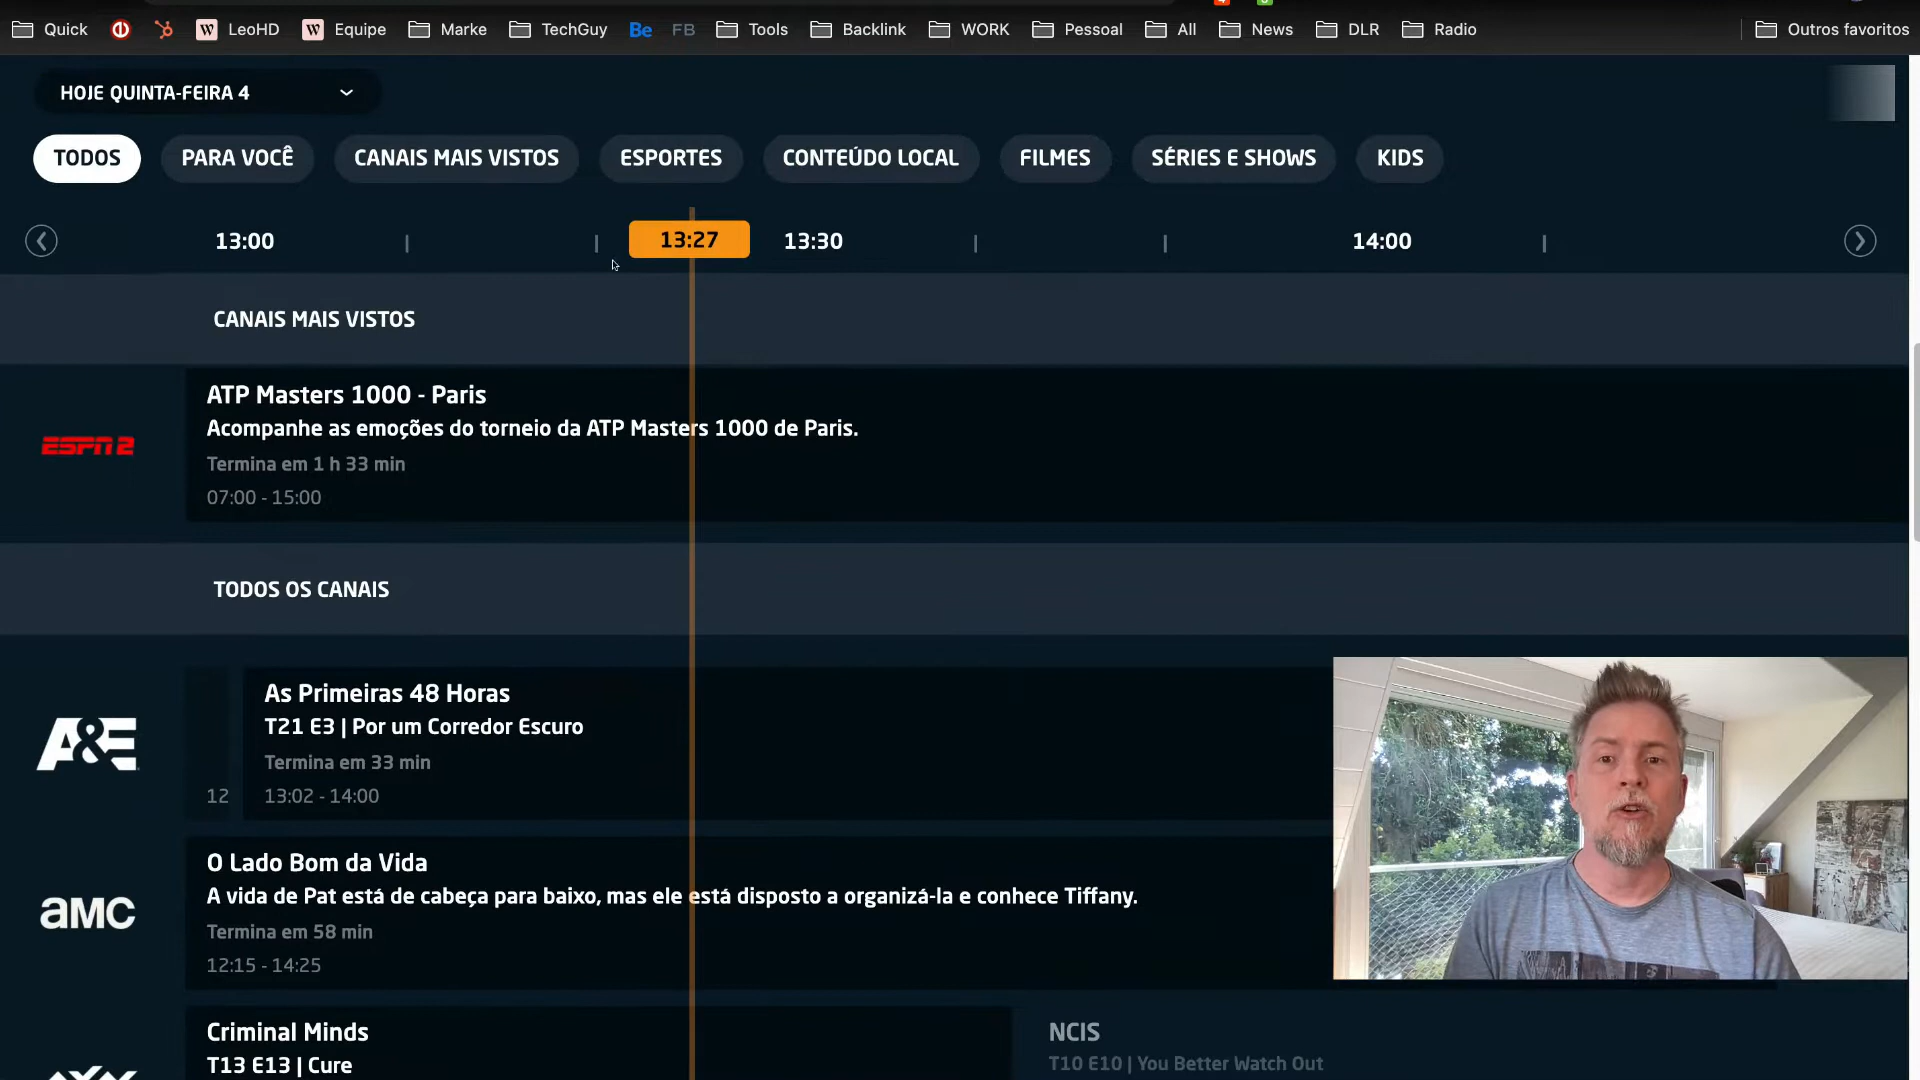 Quick
LeoHD
Equipe
Marke
TechGuy
Be
FB
Tools
Backlink
WORK
Pessoal
All
News
DLR
Radio
Outros favoritos
HOJE QUINTA-FEIRA 4
TODOS
PARA VOCÊ
CANAIS MAIS VISTOS
ESPORTES
CONTEÚDO LOCAL
FILMES
SÉRIES E SHOWS
KIDS
13:00
13:27
13:30
14:00
CANAIS MAIS VISTOS
ESPN 2
ATP Masters 1000 - Paris
Acompanhe as emoções do torneio da ATP Masters 1000 de Paris.
Termina em 1 h 33 min
07:00 - 15:00
TODOS OS CANAIS
A&E
12
As Primeiras 48 Horas
T21 E3 | Por um Corredor Escuro
Termina em 33 min
13:02 - 14:00
aMC
O Lado Bom da Vida
A vida de Pat está de cabeça para baixo, mas ele está disposto a organizá-la e conhece Tiffany.
Termina em 58 min
12:15 - 14:25
Criminal Minds
T13 E13 | Cure
NCIS
T10 E10 | You Better Watch Out